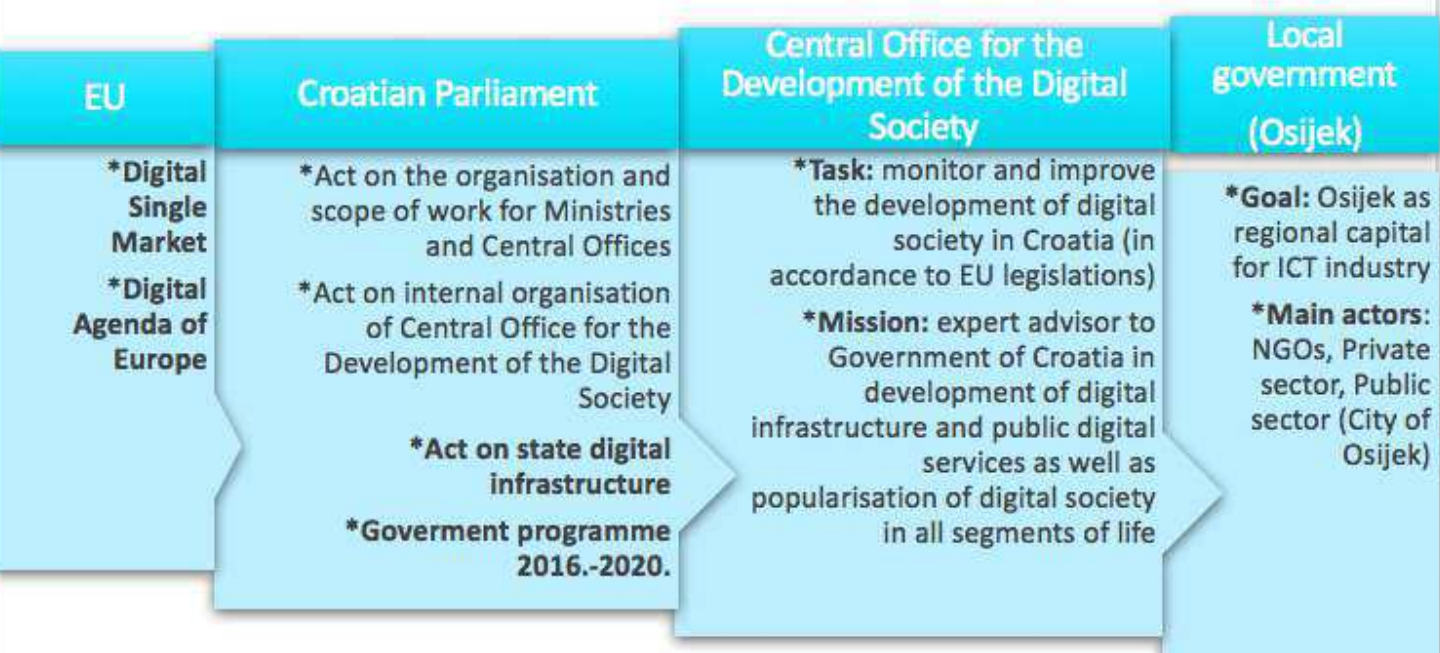 EU
*Digital
Single
Market
*Digital
Agenda of
Europe
Croatian Parliament
*Act on the organisation and
scope of work for Ministries
and Central Offices
*Act on internal organisation
of Central Office for the
Development of the Digital
Society
*Act on state digital
infrastructure
*Goverment programme
2016.-2020.
Central Office for the
Development of the Digital
Society
*Task: monitor and improve
the development of digital
society in Croatia (in
accordance to EU legislations)
*Mission: expert advisor to
Government of Croatia in
development of digital
infrastructure and public digital
services as well as
popularisation of digital society
in all segments of life
Local
government
(Osijek)
*Goal: Osijek as
regional capital
for ICT industry
*Main actors:
NGOs, Private
sector, Public
sector (City of
Osijek)